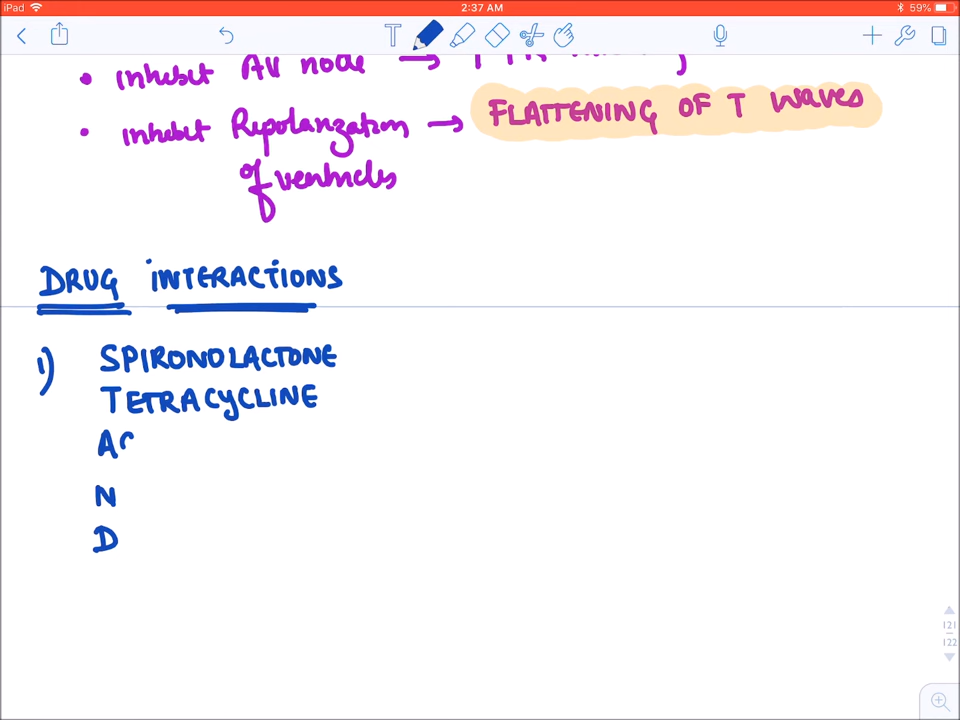 iPad 2:37 AM 59%
T
• inhibit AV node →
• inhibit Repolarization → FLATTENING OF T waves
of ventricles
DRUG INTERACTIONS
1) SPIRONOLACTONE
TETRACYCLINE
A
N
D
121
122